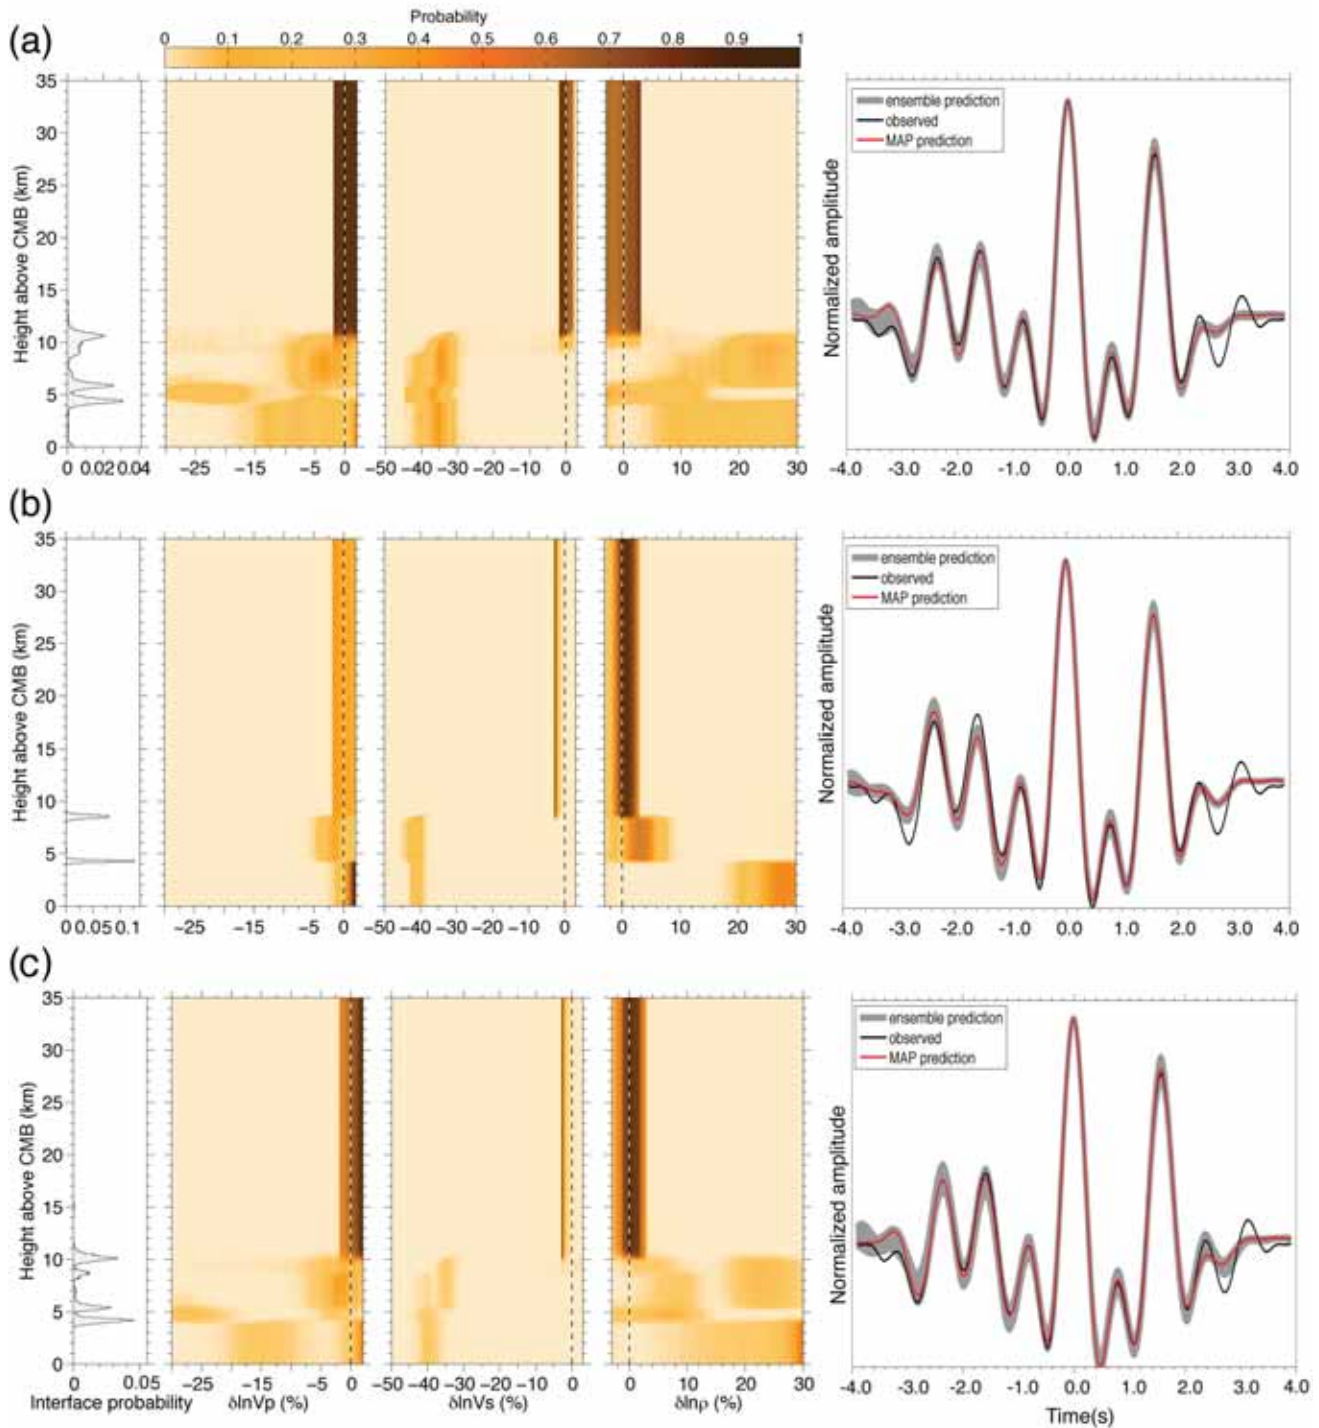 Probability
(a)
0 0.1 0.2 0.3 0.4 0.5 0.6 0.7 0.8 0.9 1
Height above CMB (km)
35
30
25
20
15
10
5
0
0 0.02 0.04
−25 −15 −5 0
−50 −40 −30 −20 −10 0
0 10 20 30
Normalized amplitude
ensemble prediction
observed
MAP prediction
-4.0 -3.0 -2.0 -1.0 0.0 1.0 2.0 3.0 4.0
(b)
Height above CMB (km)
35
30
25
20
15
10
5
0
0 0.05 0.1
−25 −15 −5 0
−50 −40 −30 −20 −10 0
0 10 20 30
Normalized amplitude
ensemble prediction
observed
MAP prediction
-4.0 -3.0 -2.0 -1.0 0.0 1.0 2.0 3.0 4.0
(c)
Height above CMB (km)
35
30
25
20
15
10
5
0
0 0.05
−25 −15 −5 0
−50 −40 −30 −20 −10 0
0 10 20 30
Interface probability
δlnVp (%)
δlnVs (%)
δlnρ (%)
Normalized amplitude
ensemble prediction
observed
MAP prediction
-4.0 -3.0 -2.0 -1.0 0.0 1.0 2.0 3.0 4.0
Time(s)